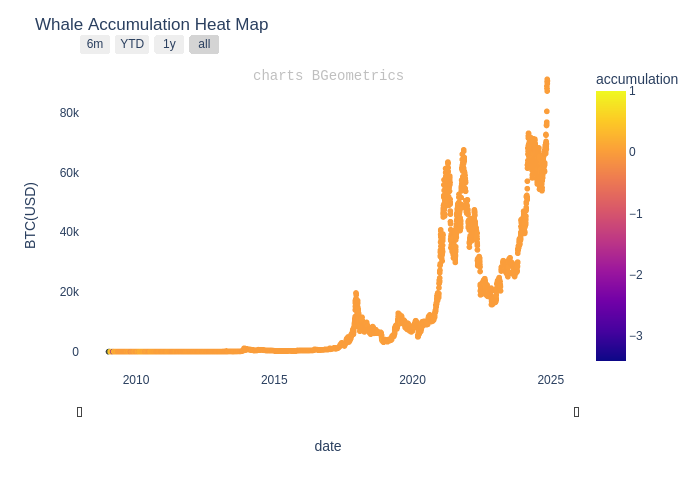 Whale Accumulation Heat Map
6m YTD 1y all
charts BGeometrics
accumulation
1
0
−1
−2
−3
BTC(USD)
80k
60k
40k
20k
0
2010 2015 2020 2025
date